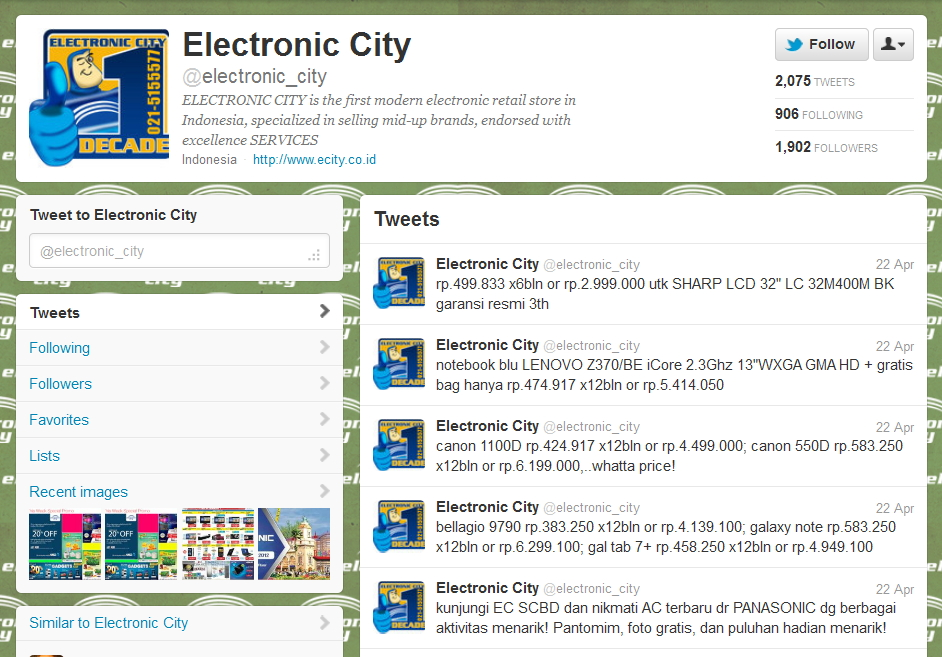 ELECTRONIC CITY
021-5155577
1
DECADE
Electronic City
@electronic_city
ELECTRONIC CITY is the first modern electronic retail store in
Indonesia, specialized in selling mid-up brands, endorsed with
excellence SERVICES
Indonesia · http://www.ecity.co.id
Follow
2,075 TWEETS
906 FOLLOWING
1,902 FOLLOWERS
Tweet to Electronic City
@electronic_city
Tweets
Following
Followers
Favorites
Lists
Recent images
20% OFF
20% OFF
NIC
2012
Similar to Electronic City
Tweets
Electronic City @electronic_city 22 Apr
rp.499.833 x6bln or rp.2.999.000 utk SHARP LCD 32" LC 32M400M BK
garansi resmi 3th
Electronic City @electronic_city 22 Apr
notebook blu LENOVO Z370/BE iCore 2.3Ghz 13"WXGA GMA HD + gratis
bag hanya rp.474.917 x12bln or rp.5.414.050
Electronic City @electronic_city 22 Apr
canon 1100D rp.424.917 x12bln or rp.4.499.000; canon 550D rp.583.250
x12bln or rp.6.199.000,..whatta price!
Electronic City @electronic_city 22 Apr
bellagio 9790 rp.383.250 x12bln or rp.4.139.100; galaxy note rp.583.250
x12bln or rp.6.299.100; gal tab 7+ rp.458.250 x12bln or rp.4.949.100
Electronic City @electronic_city 22 Apr
kunjungi EC SCBD dan nikmati AC terbaru dr PANASONIC dg berbagai
aktivitas menarik! Pantomim, foto gratis, dan puluhan hadian menarik!